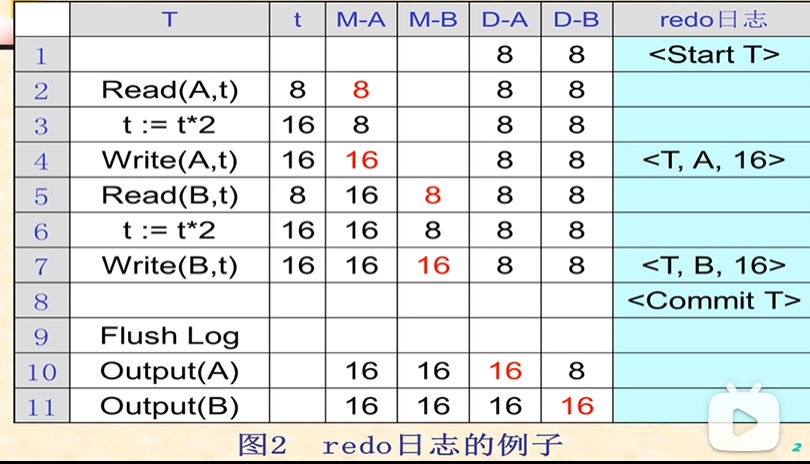 T t M-A M-B D-A D-B redo日志
1 8 8 <Start T>
2 Read(A,t) 8 8 8 8
3 t := t*2 16 8 8 8
4 Write(A,t) 16 16 8 8 <T, A, 16>
5 Read(B,t) 8 16 8 8 8
6 t := t*2 16 16 8 8 8
7 Write(B,t) 16 16 16 8 8 <T, B, 16>
8 <Commit T>
9 Flush Log
10 Output(A) 16 16 16 8
11 Output(B) 16 16 16 16
图2 redo日志的例子
2